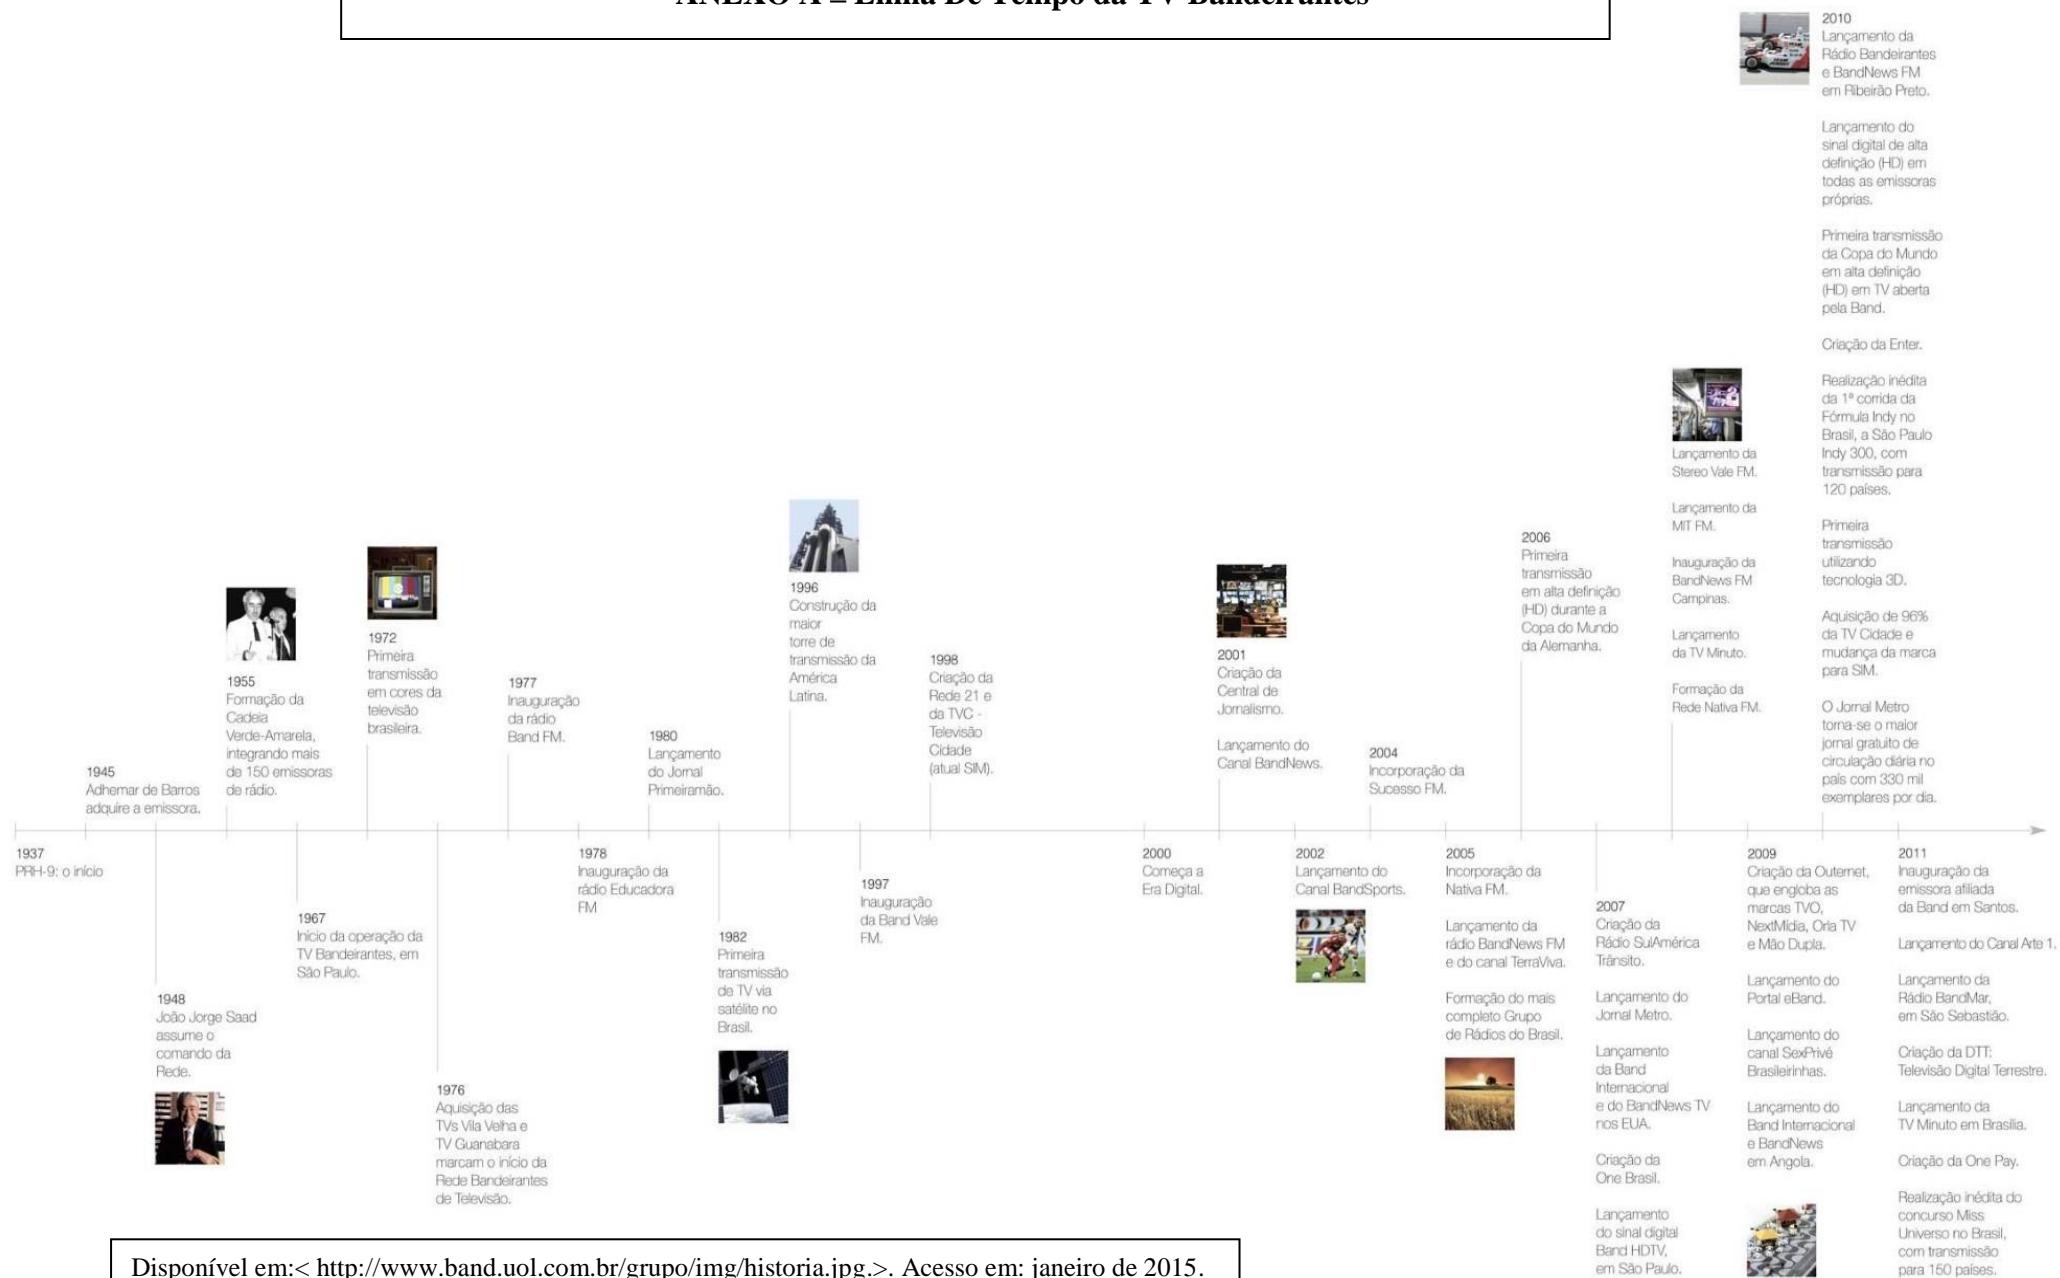 ANEXO A – Linha De Tempo da TV Bandeirantes
1937
PRH-9: o início
1945
Adhemar de Barros
adquire a emissora.
1948
João Jorge Saad
assume o
comando da
Rede.
1955
Formação da
Cadeia
Verde-Amarela,
integrando mais
de 150 emissoras
de rádio.
1967
Início da operação da
TV Bandeirantes, em
São Paulo.
1972
Primeira
transmissão
em cores da
televisão
brasileira.
1976
Aquisição das
TVs Vila Velha e
TV Guanabara
marcam o início da
Rede Bandeirantes
de Televisão.
1977
Inauguração
da rádio
Band FM.
1978
Inauguração da
rádio Educadora
FM
1980
Lançamento
do Jornal
Primeiramão.
1982
Primeira
transmissão
de TV via
satélite no
Brasil.
1996
Construção da
maior
torre de
transmissão da
América
Latina.
1997
Inauguração
da Band Vale
FM.
1998
Criação da
Rede 21 e
da TVC -
Televisão
Cidade
(atual SIM).
2000
Começa a
Era Digital.
2001
Criação da
Central de
Jornalismo.
Lançamento do
Canal BandNews.
2002
Lançamento do
Canal BandSports.
2004
Incorporação da
Sucesso FM.
2005
Incorporação da
Nativa FM.
Lançamento da
rádio BandNews FM
e do canal TerraViva.
Formação do mais
completo Grupo
de Rádios do Brasil.
2006
Primeira
transmissão
em alta definição
(HD) durante a
Copa do Mundo
da Alemanha.
2007
Criação da
Rádio SulAmérica
Trânsito.
Lançamento do
Jornal Metro.
Lançamento
da Band
Internacional
e do BandNews TV
nos EUA.
Criação da
One Brasil.
Lançamento
do sinal digital
Band HDTV,
em São Paulo.
Lançamento da
Stereo Vale FM.
Lançamento da
MIT FM.
Inauguração da
BandNews FM
Campinas.
Lançamento
da TV Minuto.
Formação da
Rede Nativa FM.
2009
Criação da Outernet,
que engloba as
marcas TVO,
NextMídia, Orla TV
e Mão Dupla.
Lançamento do
Portal eBand.
Lançamento do
canal SexPrivé
Brasileirinhas.
Lançamento do
Band Internacional
e BandNews
em Angola.
2010
Lançamento da
Rádio Bandeirantes
e BandNews FM
em Ribeirão Preto.
Lançamento do
sinal digital de alta
definição (HD) em
todas as emissoras
próprias.
Primeira transmissão
da Copa do Mundo
em alta definição
(HD) em TV aberta
pela Band.
Criação da Enter.
Realização inédita
da 1ª corrida da
Fórmula Indy no
Brasil, a São Paulo
Indy 300, com
transmissão para
120 países.
Primeira
transmissão
utilizando
tecnologia 3D.
Aquisição de 96%
da TV Cidade e
mudança da marca
para SIM.
O Jornal Metro
torna-se o maior
jornal gratuito de
circulação diária no
país com 330 mil
exemplares por dia.
2011
Inauguração da
emissora afiliada
da Band em Santos.
Lançamento do Canal Arte 1.
Lançamento da
Rádio BandMar,
em São Sebastião.
Criação da DTT:
Televisão Digital Terrestre.
Lançamento da
TV Minuto em Brasília.
Criação da One Pay.
Realização inédita do
concurso Miss
Universo no Brasil,
com transmissão
para 150 países.
Disponível em:< http://www.band.uol.com.br/grupo/img/historia.jpg.>. Acesso em: janeiro de 2015.